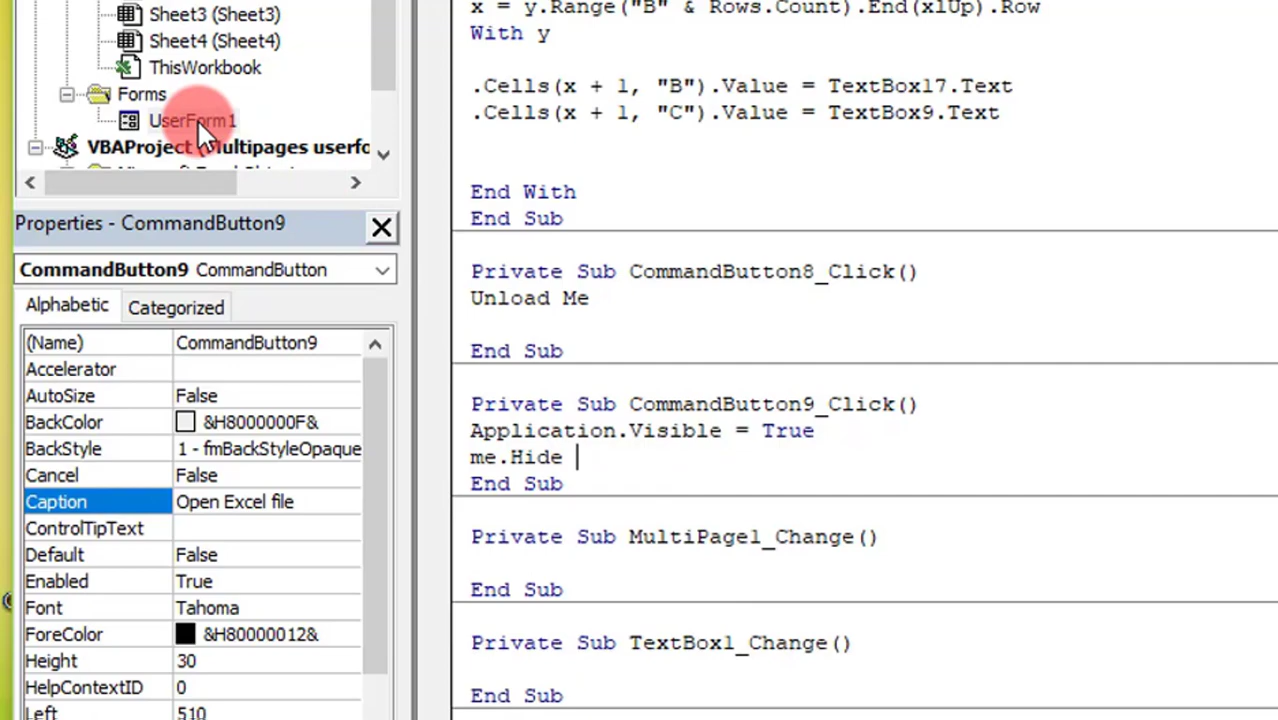 Sheet3 (Sheet3)
Sheet4 (Sheet4)
ThisWorkbook
Forms
UserForm1
VBAProject Multipages userfo
Properties - CommandButton9
CommandButton9 CommandButton
Alphabetic Categorized
(Name) CommandButton9
Accelerator
AutoSize False
BackColor &H8000000F&
BackStyle 1 - fmBackStyleOpaque
Cancel False
Caption Open Excel file
ControlTipText
Default False
Enabled True
Font Tahoma
ForeColor &H80000012&
Height 30
HelpContextID 0
Left 510
x = y.Range("B" & Rows.Count).End(xlUp).Row
With y
.Cells(x + 1, "B").Value = TextBox17.Text
.Cells(x + 1, "C").Value = TextBox9.Text
End With
End Sub
Private Sub CommandButton8_Click()
Unload Me
End Sub
Private Sub CommandButton9_Click()
Application.Visible = True
me.Hide
End Sub
Private Sub MultiPage1_Change()
End Sub
Private Sub TextBox1_Change()
End Sub